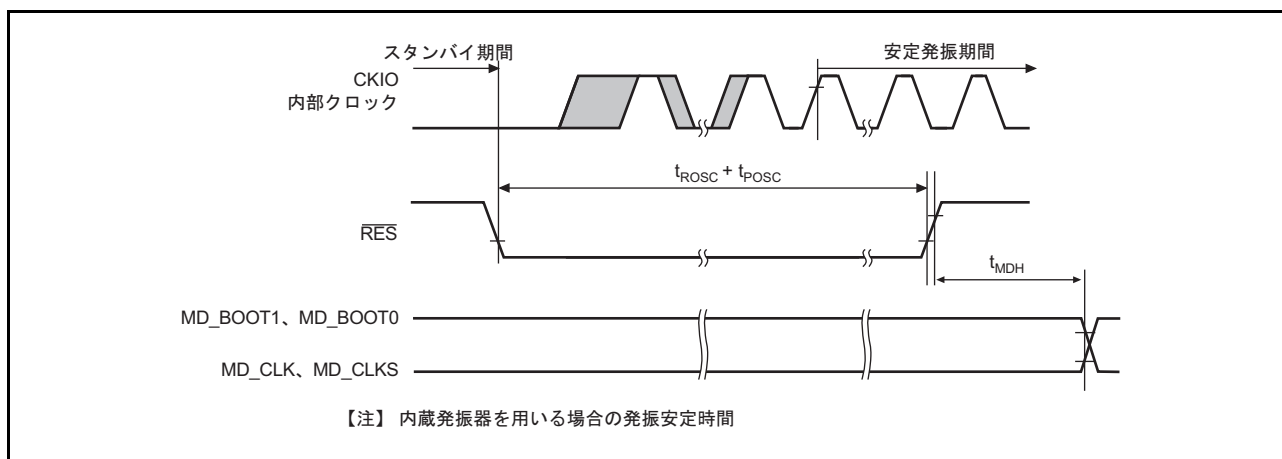 スタンバイ期間
安定発振期間
CKIO
内部クロック
tROSC + tPOSC
RES
tMDH
MD_BOOT1、MD_BOOT0
MD_CLK、MD_CLKS
【注】 内蔵発振器を用いる場合の発振安定時間